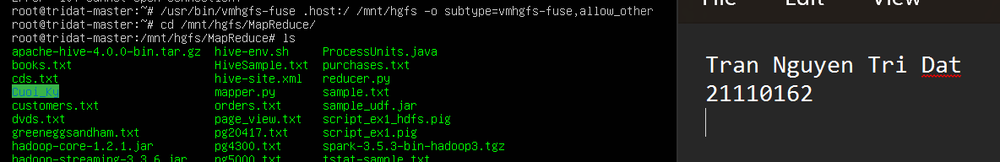 root@tridat-master:~# /usr/bin/vmhgfs-fuse .host:/ /mnt/hgfs -o subtype=vmhgfs-fuse,allow_other
root@tridat-master:~# cd /mnt/hgfs/MapReduce/
root@tridat-master:/mnt/hgfs/MapReduce# ls
apache-hive-4.0.0-bin.tar.gz hive-env.sh ProcessUnits.java
books.txt HiveSample.txt purchases.txt
cds.txt hive-site.xml reducer.py
Cuoi_Ky mapper.py sample.txt
customers.txt orders.txt sample_udf.jar
dvds.txt page_view.txt script_ex1_hdfs.pig
greeneggsandham.txt pg20417.txt script_ex1.pig
hadoop-core-1.2.1.jar pg4300.txt spark-3.5.3-bin-hadoop3.tgz
hadoop-streaming-3.3.6.jar pg5000.txt tstat-sample.txt
File Edit View
Tran Nguyen Tri Dat
21110162